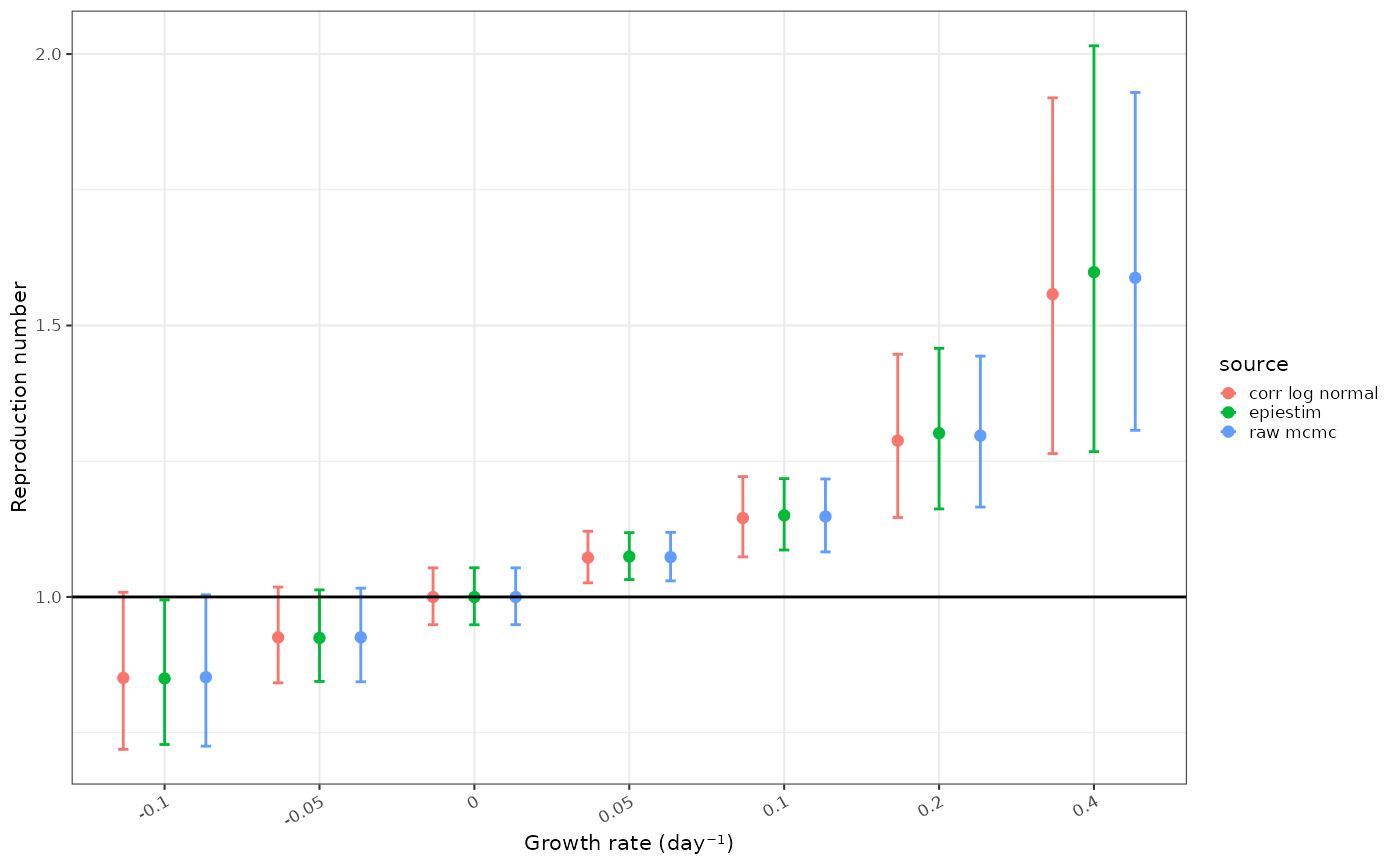 2.0
1.5
1.0
Reproduction number
-0.1
-0.05
0
0.05
0.1
0.2
0.4
Growth rate (day⁻¹)
source
corr log normal
epiestim
raw mcmc